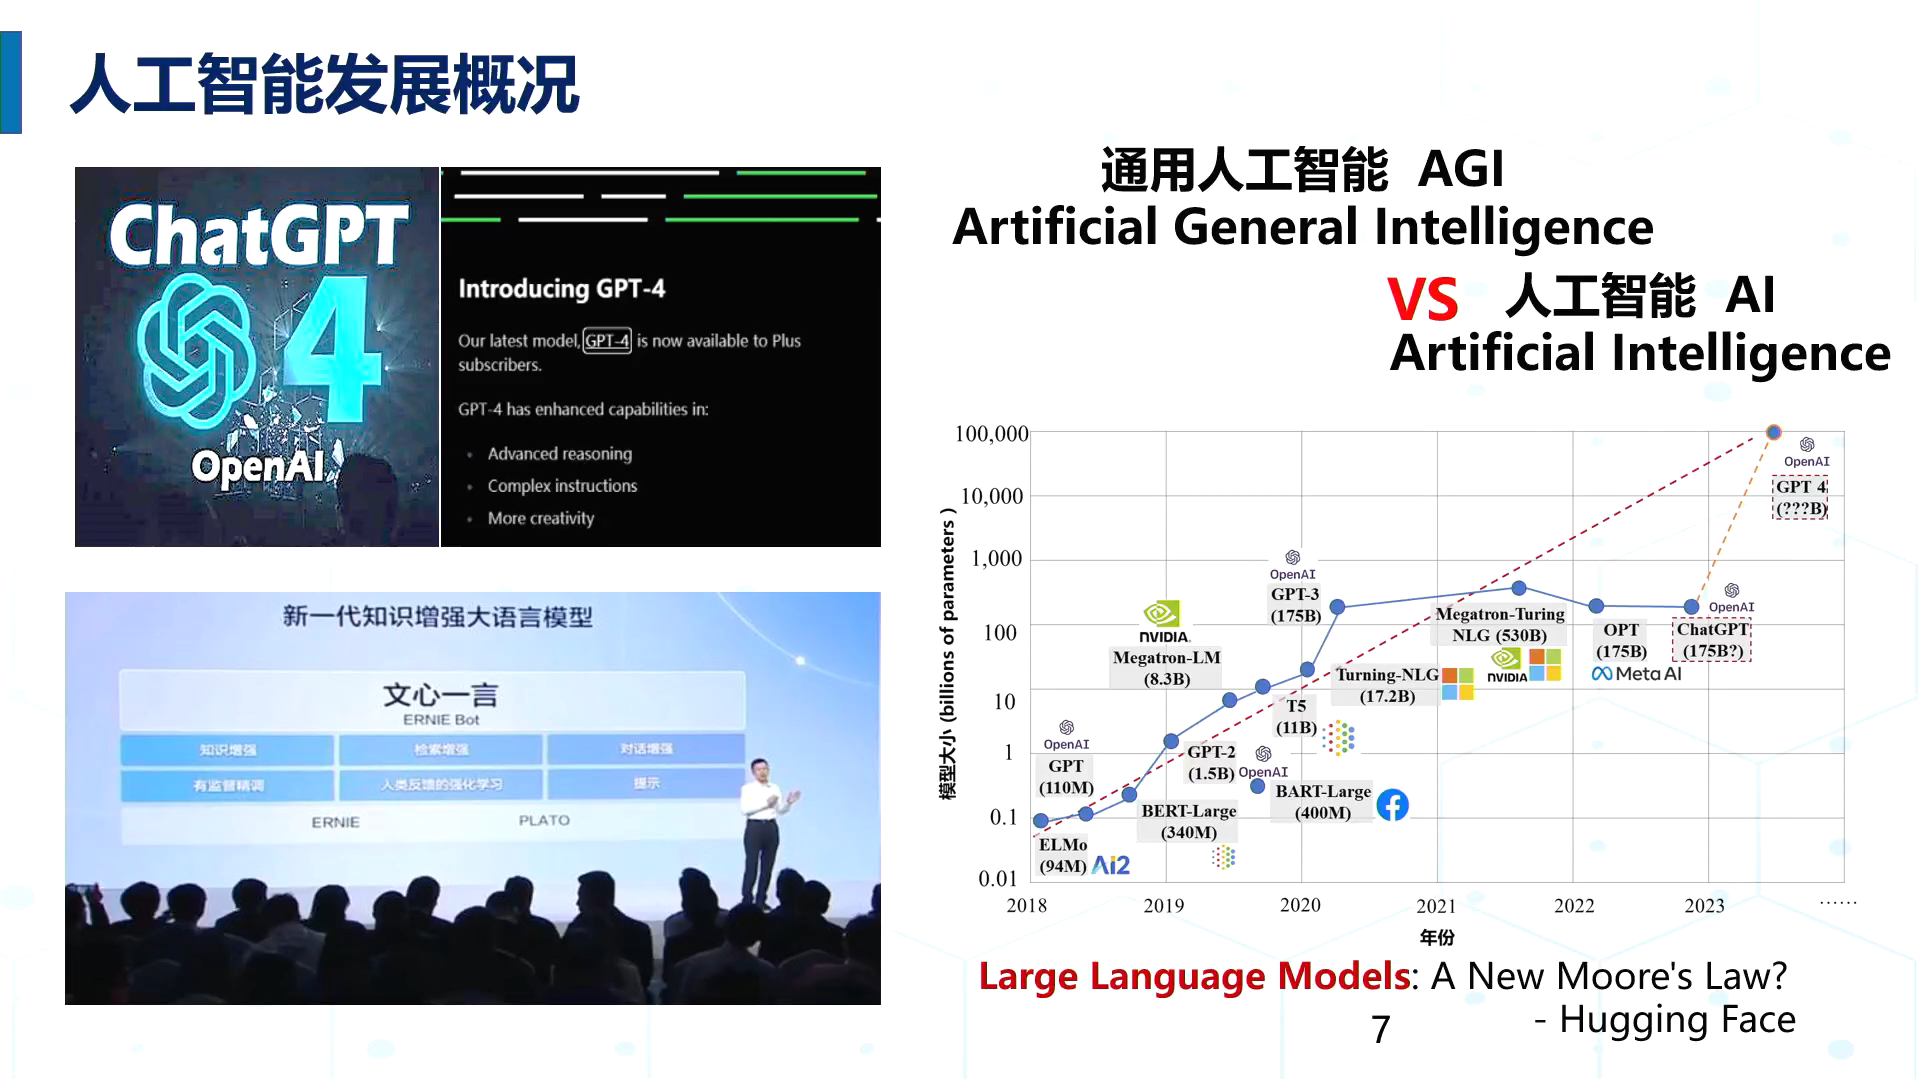 人工智能发展概况
ChatGPT
4
OpenAI
Introducing GPT-4
Our latest model, GPT-4 is now available to Plus
subscribers.
GPT-4 has enhanced capabilities in:
• Advanced reasoning
• Complex instructions
• More creativity
新一代知识增强大语言模型
文心一言
ERNIE Bot
知识增强 检索增强 对话增强
有监督精调 人类反馈的强化学习 提示
ERNIE PLATO
通用人工智能 AGI
Artificial General Intelligence
VS 人工智能 AI
Artificial Intelligence
模型大小 (billions of parameters )
100,000
10,000
1,000
100
10
1
0.1
0.01
2018 2019 2020 2021 2022 2023 ……
年份
OpenAI
GPT
(110M)
ELMo
(94M)
Ai2
NVIDIA.
Megatron-LM
(8.3B)
BERT-Large
(340M)
GPT-2
(1.5B)
OpenAI
BART-Large
(400M)
T5
(11B)
OpenAI
GPT-3
(175B)
Turning-NLG
(17.2B)
Megatron-Turing
NLG (530B)
NVIDIA
OPT
(175B)
Meta AI
OpenAI
ChatGPT
(175B?)
OpenAI
GPT 4
(???B)
Large Language Models: A New Moore's Law?
- Hugging Face
7